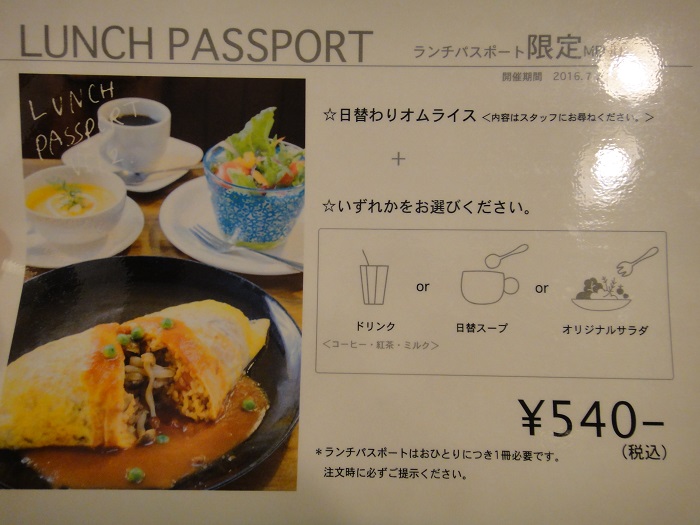 LUNCH PASSPORT
ランチパスポート限定
開催期間 2016.7
LUNCH
PASSPORT
☆日替わりオムライス <内容はスタッフにお尋ねください。>
+
☆いずれかをお選びください。
or
or
ドリンク
日替スープ
オリジナルサラダ
<コーヒー・紅茶・ミルク>
¥540-
(税込)
*ランチパスポートはおひとりにつき1冊必要です。
注文時に必ずご提示ください。